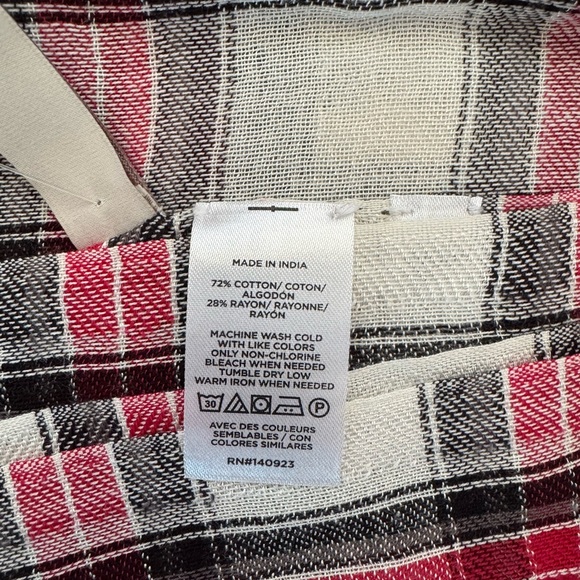 MADE IN INDIA
72% COTTON/ COTON/
ALGODÓN
28% RAYON/ RAYONNE/
RAYÓN
MACHINE WASH COLD
WITH LIKE COLORS
ONLY NON-CHLORINE
BLEACH WHEN NEEDED
TUMBLE DRY LOW
WARM IRON WHEN NEEDED
30 P
AVEC DES COULEURS
SEMBLABLES / CON
COLORES SIMILARES
RN#140923